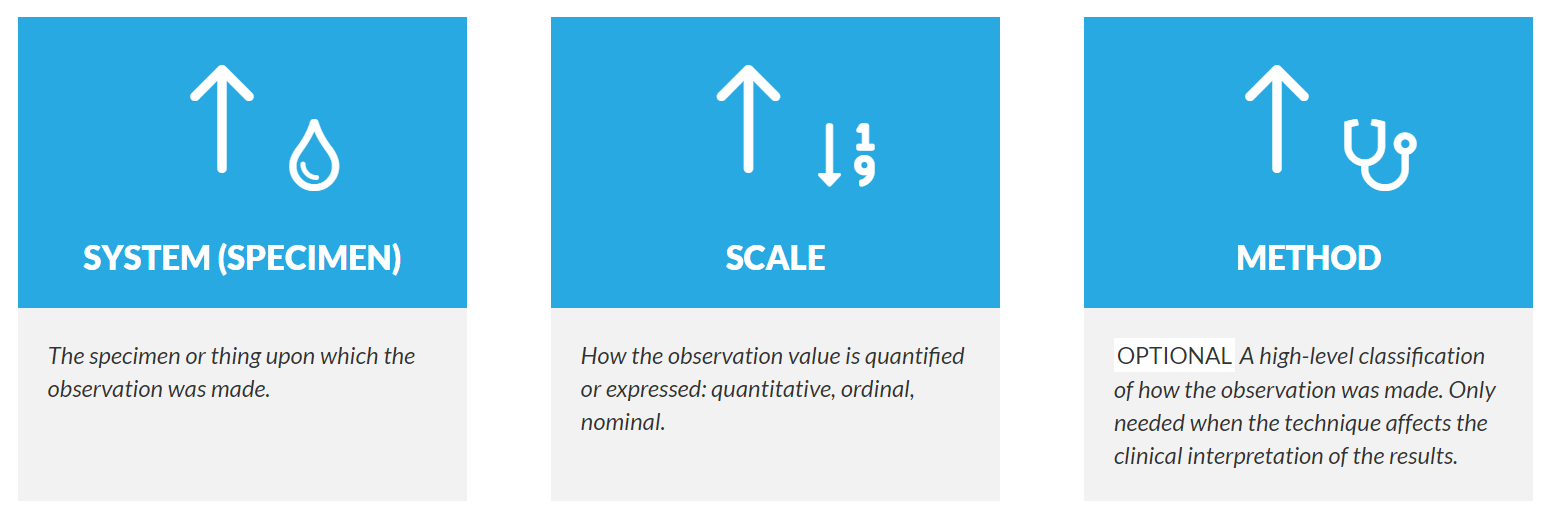 SYSTEM (SPECIMEN)
The specimen or thing upon which the
observation was made.
1
9
SCALE
How the observation value is quantified
or expressed: quantitative, ordinal,
nominal.
METHOD
OPTIONAL A high-level classification
of how the observation was made. Only
needed when the technique affects the
clinical interpretation of the results.